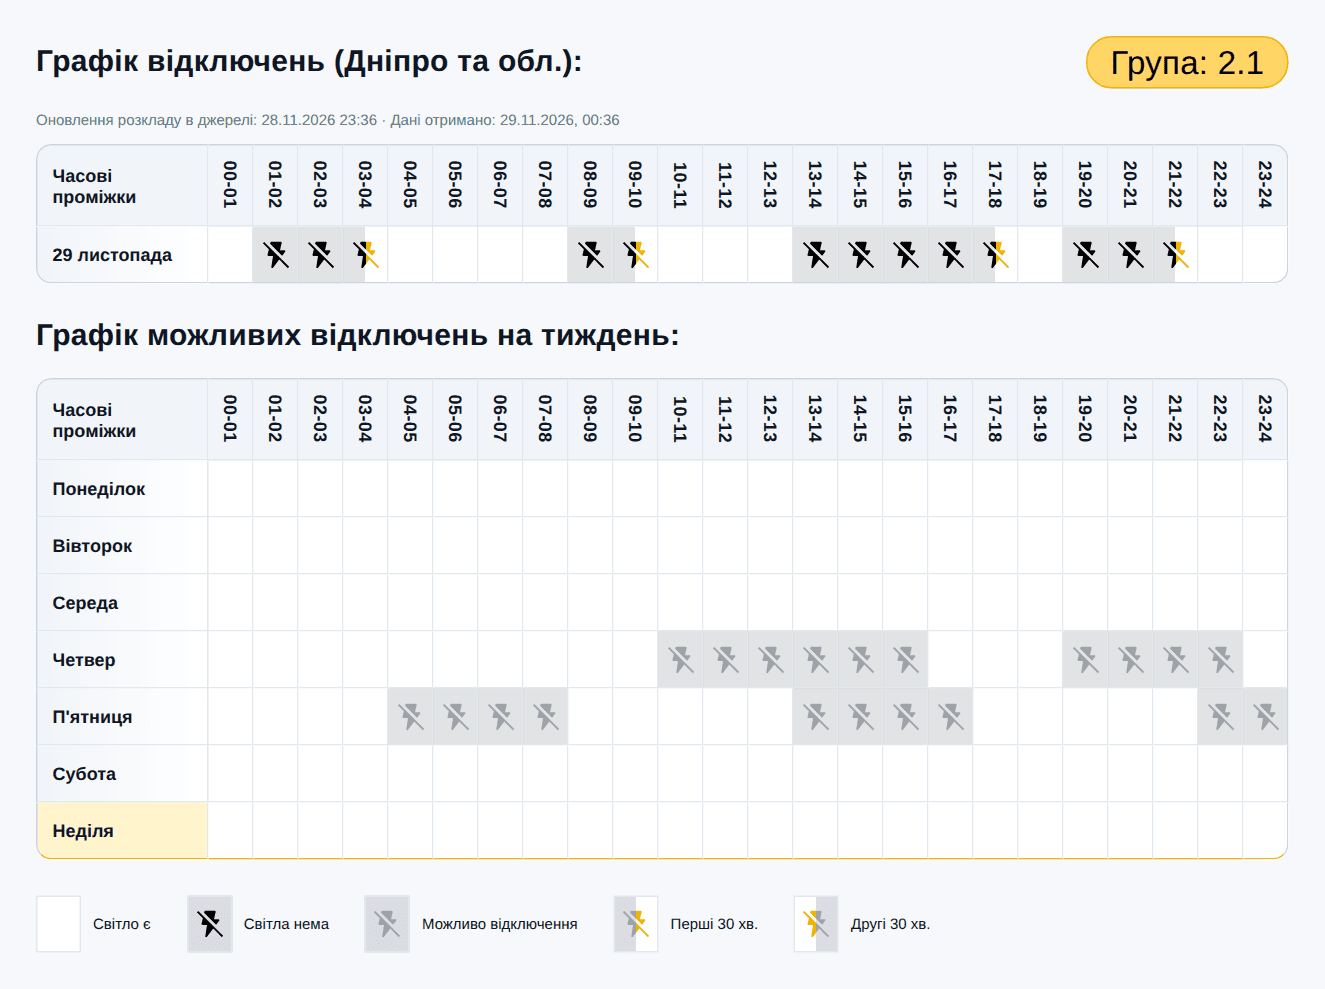 Графік відключень (Дніпро та обл.):
Група: 2.1
Оновлення розкладу в джерелі: 28.11.2026 23:36 · Дані отримано: 29.11.2026, 00:36
Часові проміжки 00-01 01-02 02-03 03-04 04-05 05-06 06-07 07-08 08-09 09-10 10-11 11-12 12-13 13-14 14-15 15-16 16-17 17-18 18-19 19-20 20-21 21-22 22-23 23-24
29 листопада
Графік можливих відключень на тиждень:
Часові проміжки 00-01 01-02 02-03 03-04 04-05 05-06 06-07 07-08 08-09 09-10 10-11 11-12 12-13 13-14 14-15 15-16 16-17 17-18 18-19 19-20 20-21 21-22 22-23 23-24
Понеділок
Вівторок
Середа
Четвер
П'ятниця
Субота
Неділя
Світло є Світла нема Можливо відключення Перші 30 хв. Другі 30 хв.